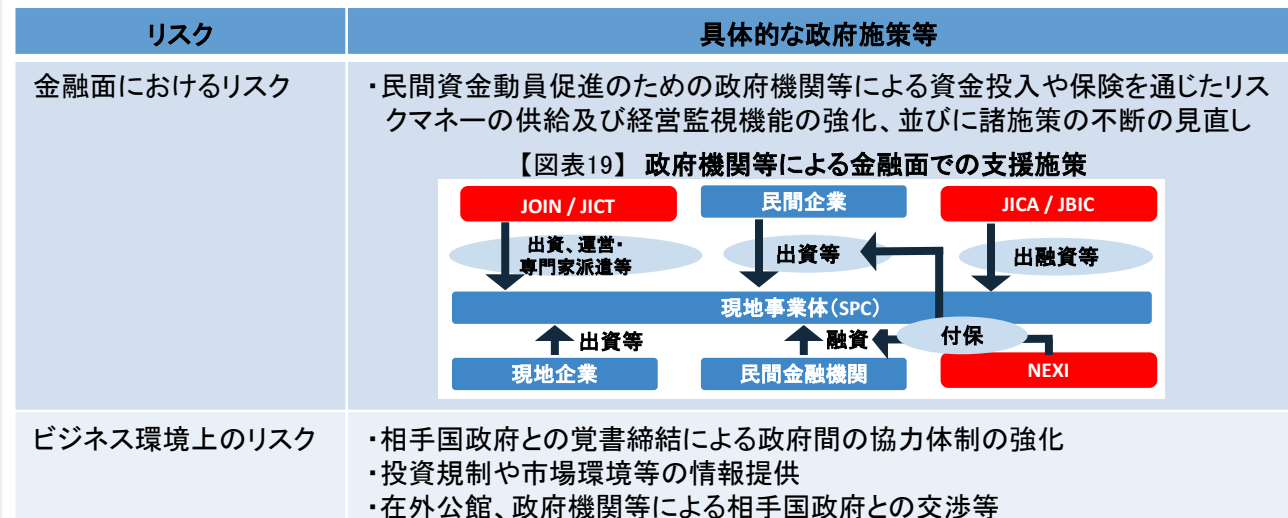 リスク
具体的な政府施策等
金融面におけるリスク
・民間資金動員促進のための政府機関等による資金投入や保険を通じたリス
クマネーの供給及び経営監視機能の強化、並びに諸施策の不断の見直し
【図表19】 政府機関等による金融面での支援施策
JOIN / JICT
民間企業
JICA / JBIC
出資、運営・
専門家派遣等
出資等
出融資等
現地事業体（SPC）
出資等
融資
付保
現地企業
民間金融機関
NEXI
ビジネス環境上のリスク
・相手国政府との覚書締結による政府間の協力体制の強化
・投資規制や市場環境等の情報提供
・在外公館、政府機関等による相手国政府との交渉等